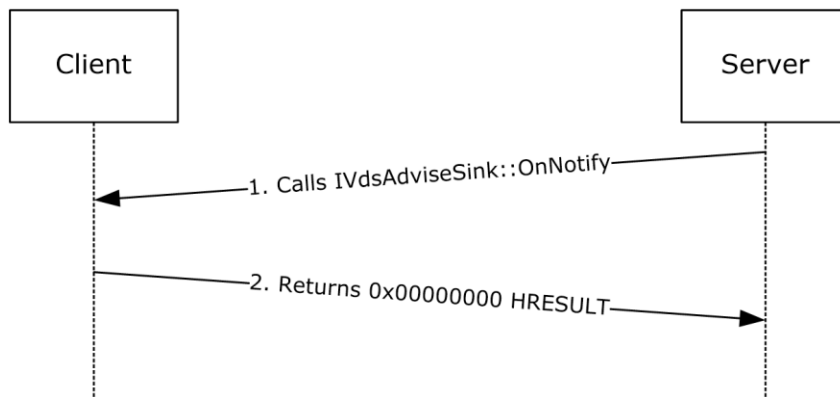 Client
Server
1. Calls IVdsAdviseSink::OnNotify
2. Returns 0x00000000 HRESULT